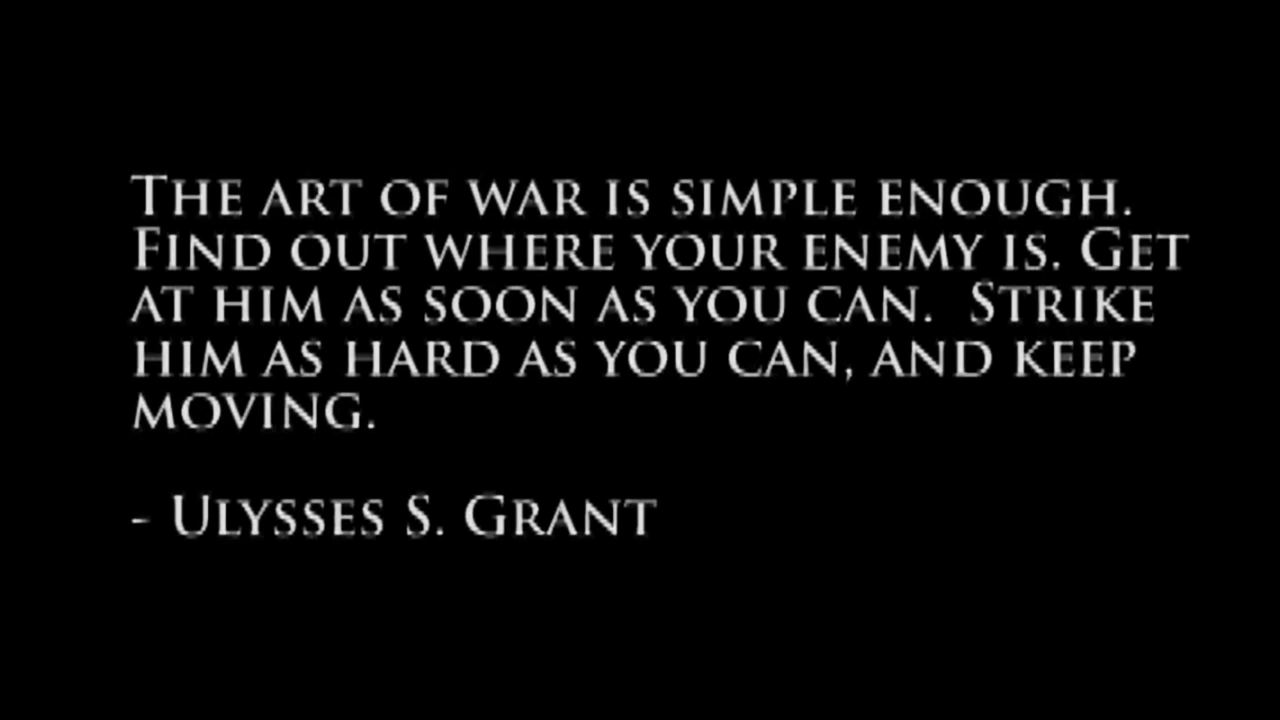 The art of war is simple enough.
Find out where your enemy is. Get
at him as soon as you can.  Strike
him as hard as you can, and keep
moving.
- Ulysses S. Grant